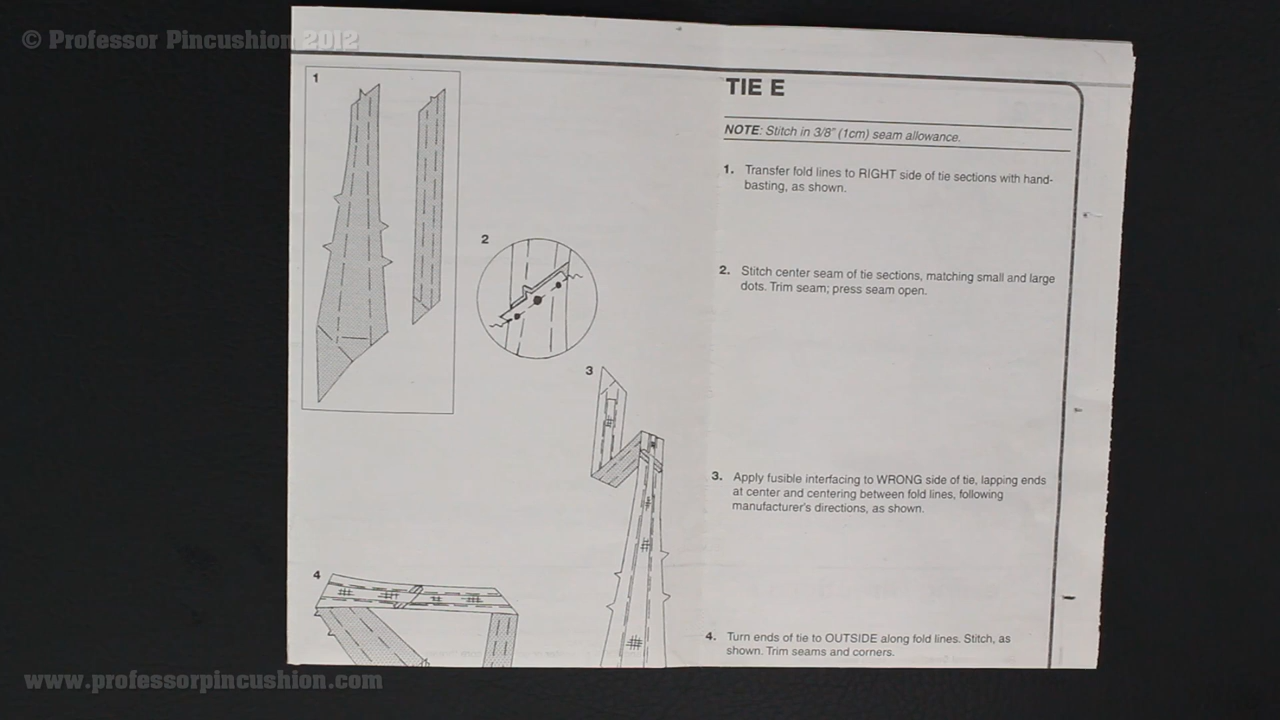 © Professor Pincushion 2012
1
TIE E
NOTE: Stitch in 3/8" (1cm) seam allowance.
1. Transfer fold lines to RIGHT side of tie sections with hand-
basting, as shown.
2
2. Stitch center seam of tie sections, matching small and large
dots. Trim seam; press seam open.
3
3. Apply fusible interfacing to WRONG side of tie, lapping ends
at center and centering between fold lines, following
manufacturer's directions, as shown.
4
4. Turn ends of tie to OUTSIDE along fold lines. Stitch, as
shown. Trim seams and corners.
www.professorpincushion.com